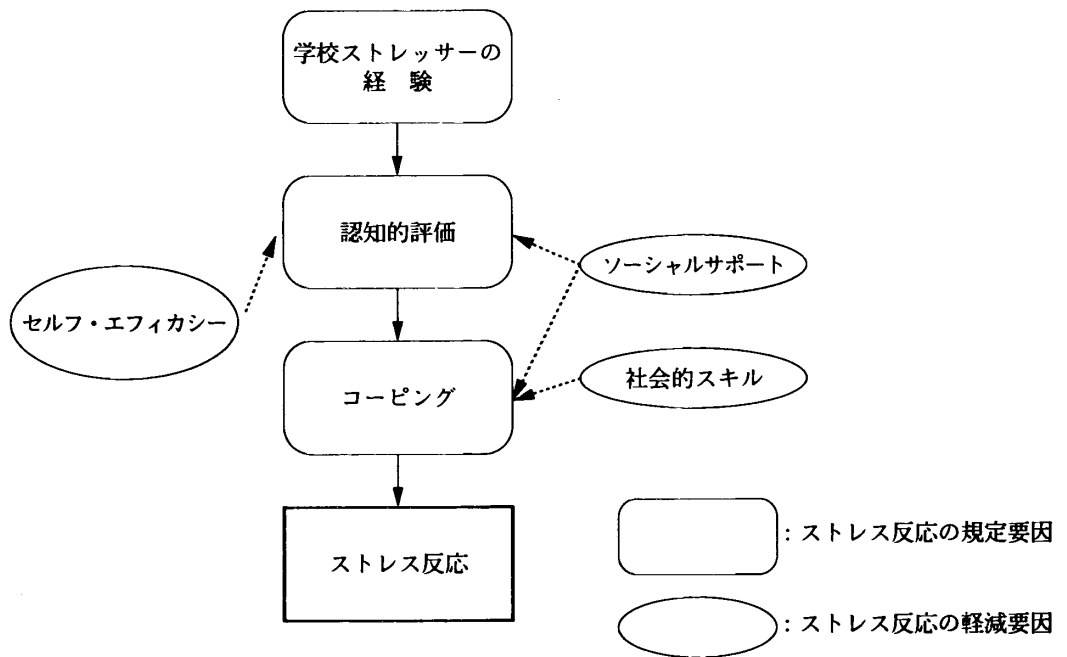 学校ストレッサーの
経　験
認知的評価
ソーシャルサポート
セルフ・エフィカシー
社会的スキル
コーピング
ストレス反応
：ストレス反応の規定要因
：ストレス反応の軽減要因